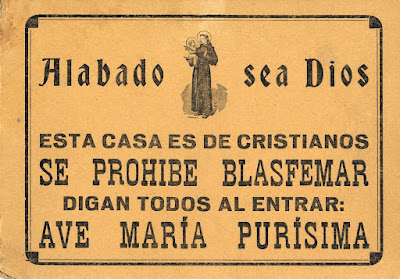 Alabado sea Dios
ESTA CASA ES DE CRISTIANOS
SE PROHIBE BLASFEMAR
DIGAN TODOS AL ENTRAR:
AVE MARÍA PURÍSIMA